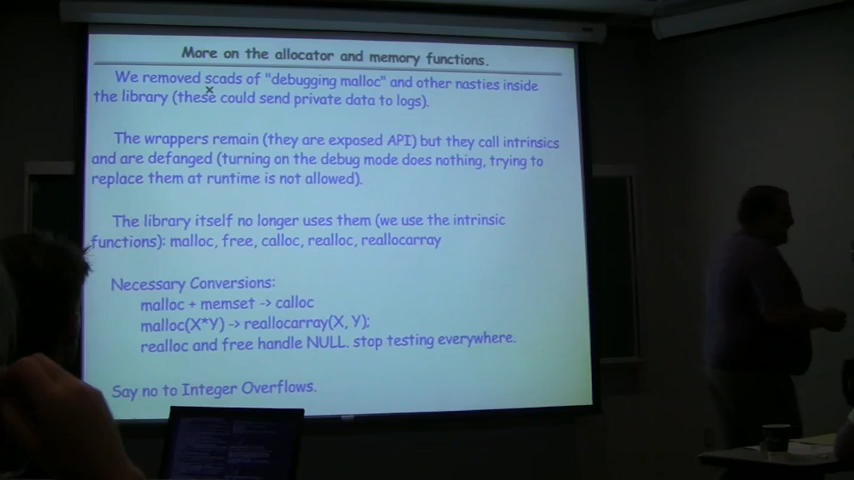 More on the allocator and memory functions.
We removed scads of "debugging malloc" and other nasties inside
the library (these could send private data to logs).
The wrappers remain (they are exposed API) but they call intrinsics
and are defanged (turning on the debug mode does nothing, trying to
replace them at runtime is not allowed).
The library itself no longer uses them (we use the intrinsic
functions): malloc, free, calloc, realloc, reallocarray
Necessary Conversions:
malloc + memset -> calloc
malloc(X*Y) -> reallocarray(X, Y);
realloc and free handle NULL. stop testing everywhere.
Say no to Integer Overflows.